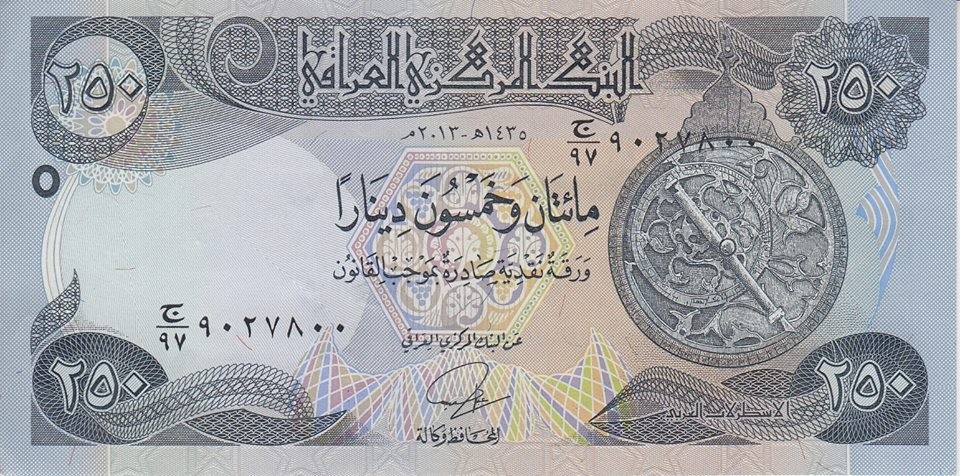 البنك المركزي العراقي
٢٥٠
٢٥٠
١٤٣٥هـ-٢٠١٣م
ج/٩٧ ٩٠٢٧٨٠٠
٥
مائتان وخمسون دينارًا
ورقة نقدية صادرة بموجب القانون
ج/٩٧ ٩٠٢٧٨٠٠
عن البنك المركزي العراقي
المحافظ وكالة
الاسطرلاب العربي
٢٥٠
٢٥٠